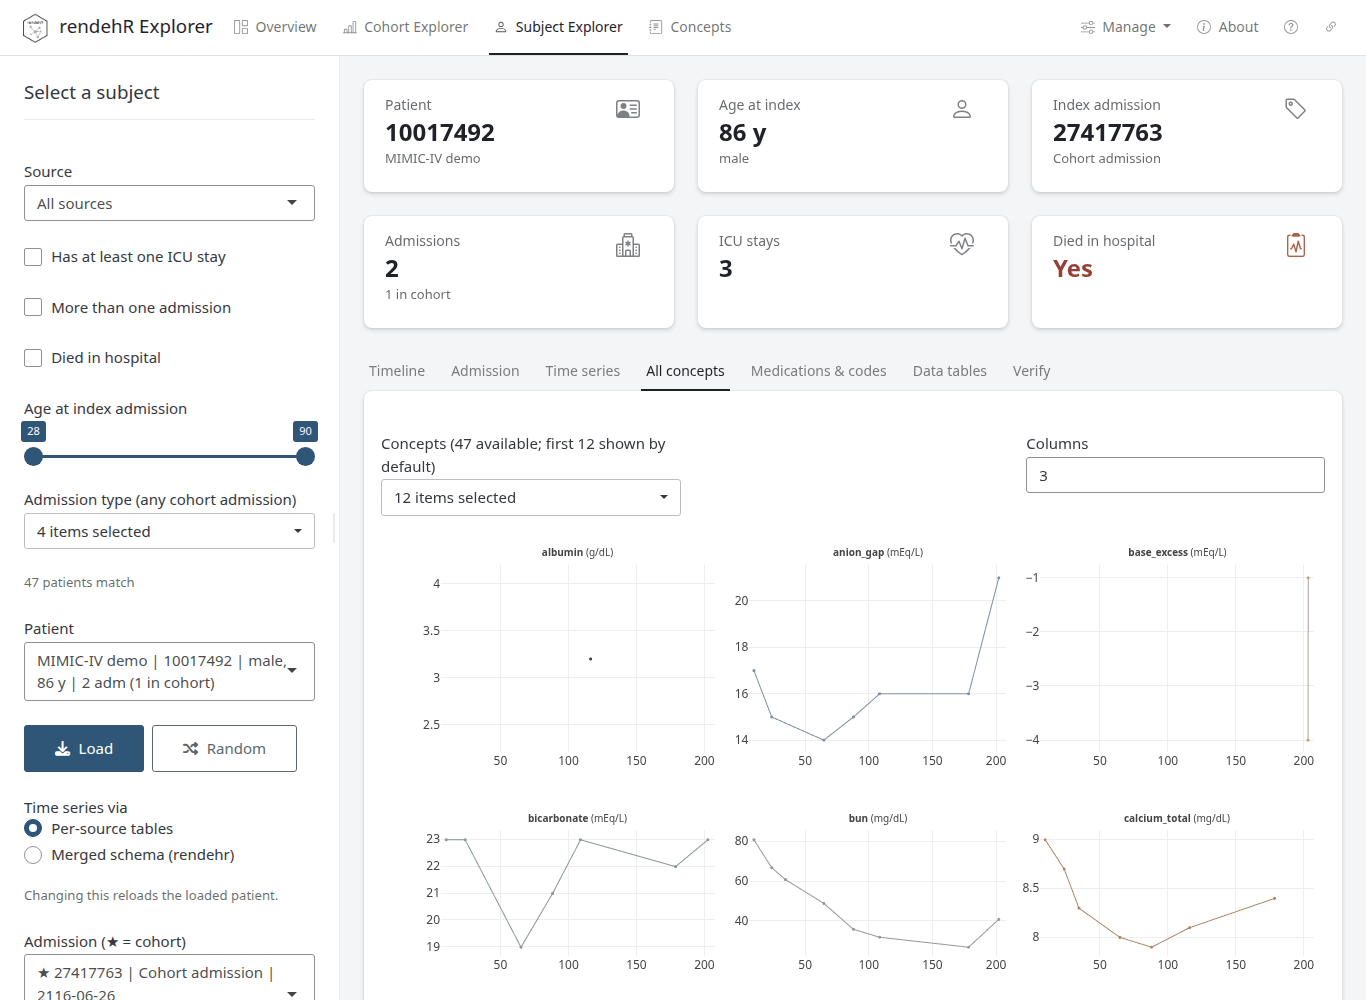 rendehR Explorer
Overview
Cohort Explorer
Subject Explorer
Concepts
Manage
About
Select a subject
Source
All sources
Has at least one ICU stay
More than one admission
Died in hospital
Age at index admission
28
90
Admission type (any cohort admission)
4 items selected
47 patients match
Patient
MIMIC-IV demo | 10017492 | male,
86 y | 2 adm (1 in cohort)
Load
Random
Time series via
Per-source tables
Merged schema (rendehr)
Changing this reloads the loaded patient.
Admission (★ = cohort)
★ 27417763 | Cohort admission |
2116-06-26
Patient
10017492
MIMIC-IV demo
Age at index
86 y
male
Index admission
27417763
Cohort admission
Admissions
2
1 in cohort
ICU stays
3
Died in hospital
Yes
Timeline
Admission
Time series
All concepts
Medications & codes
Data tables
Verify
Concepts (47 available; first 12 shown by
default)
12 items selected
Columns
3
albumin (g/dL)
4
3.5
3
2.5
50 100 150 200
anion_gap (mEq/L)
20
18
16
14
50 100 150 200
base_excess (mEq/L)
−1
−2
−3
−4
50 100 150 200
bicarbonate (mEq/L)
23
22
21
20
19
50 100 150 200
bun (mg/dL)
80
60
40
50 100 150 200
calcium_total (mg/dL)
9
8.5
8
50 100 150 200